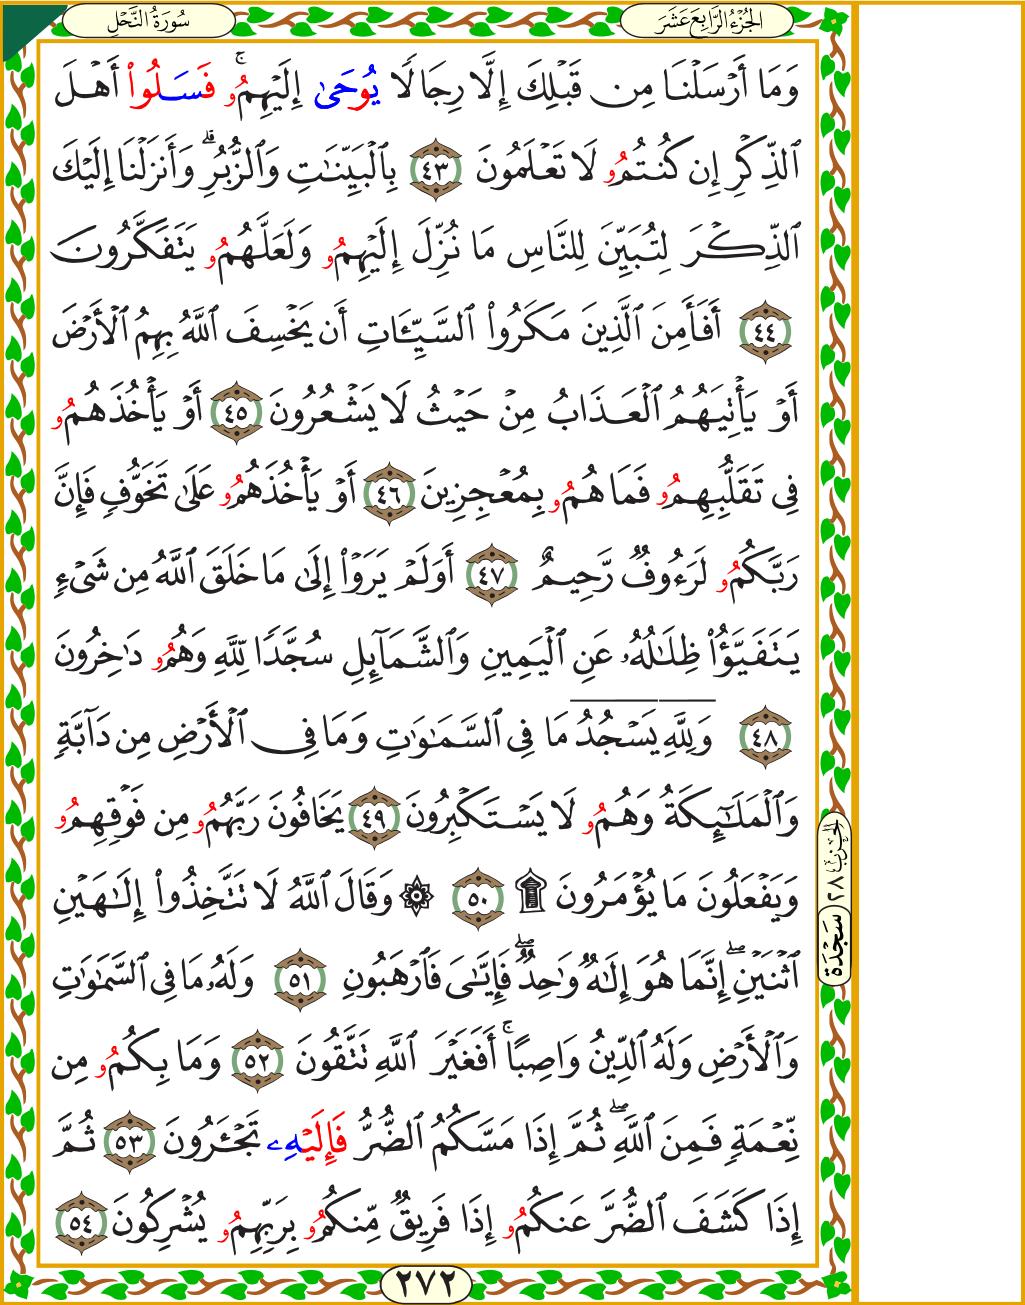 سُورَةُ النَّحْلِ
الجُزْءُ الرَّابِعَ عَشَرَ
وَمَآ أَرۡسَلۡنَا مِن قَبۡلِكَ إِلَّا رِجَالًا يُوحَىٰٓ إِلَيۡهِمُۥۚ فَسَلُوٓاْ أَهۡلَ
ٱلذِّكۡرِ إِن كُنتُمُۥ لَا تَعۡلَمُونَ ٤٣ بِٱلۡبَيِّنَٰتِ وَٱلزُّبُرِۗ وَأَنزَلۡنَآ إِلَيۡكَ
ٱلذِّكۡرَ لِتُبَيِّنَ لِلنَّاسِ مَا نُزِّلَ إِلَيۡهِمُۥ وَلَعَلَّهُمُۥ يَتَفَكَّرُونَ
٤٤ أَفَأَمِنَ ٱلَّذِينَ مَكَرُواْ ٱلسَّيِّـَٔاتِ أَن يَخۡسِفَ ٱللَّهُ بِهِمُ ٱلۡأَرۡضَ
أَوۡ يَأۡتِيَهُمُ ٱلۡعَذَابُ مِنۡ حَيۡثُ لَا يَشۡعُرُونَ ٤٥ أَوۡ يَأۡخُذَهُمُۥ
فِي تَقَلُّبِهِمُۥ فَمَا هُمُۥ بِمُعۡجِزِينَ ٤٦ أَوۡ يَأۡخُذَهُمُۥ عَلَىٰ تَخَوُّفٖ فَإِنَّ
رَبَّكُمُۥ لَرَءُوفٞ رَّحِيمٌ ٤٧ أَوَلَمۡ يَرَوۡاْ إِلَىٰ مَا خَلَقَ ٱللَّهُ مِن شَيۡءٖ
يَتَفَيَّؤُاْ ظِلَٰلُهُۥ عَنِ ٱلۡيَمِينِ وَٱلشَّمَآئِلِ سُجَّدٗا لِّلَّهِ وَهُمُۥ دَٰخِرُونَ
٤٨ وَلِلَّهِ يَسۡجُدُ مَا فِي ٱلسَّمَٰوَٰتِ وَمَا فِي ٱلۡأَرۡضِ مِن دَآبَّةٖ
وَٱلۡمَلَٰٓئِكَةُ وَهُمُۥ لَا يَسۡتَكۡبِرُونَ ٤٩ يَخَافُونَ رَبَّهُمُۥ مِن فَوۡقِهِمُۥ
وَيَفۡعَلُونَ مَا يُؤۡمَرُونَ ۩ ٥٠ ۞ وَقَالَ ٱللَّهُ لَا تَتَّخِذُوٓاْ إِلَٰهَيۡنِ
ٱثۡنَيۡنِۖ إِنَّمَا هُوَ إِلَٰهٞ وَٰحِدٞۖ فَإِيَّٰيَ فَٱرۡهَبُونِ ٥١ وَلَهُۥ مَا فِي ٱلسَّمَٰوَٰتِ
وَٱلۡأَرۡضِ وَلَهُ ٱلدِّينُ وَاصِبًاۚ أَفَغَيۡرَ ٱللَّهِ تَتَّقُونَ ٥٢ وَمَا بِكُمُۥ مِن
نِّعۡمَةٖ فَمِنَ ٱللَّهِۖ ثُمَّ إِذَا مَسَّكُمُ ٱلضُّرُّ فَإِلَيۡهِۦ تَجۡـَٔرُونَ ٥٣ ثُمَّ
إِذَا كَشَفَ ٱلضُّرَّ عَنكُمُۥ إِذَا فَرِيقٞ مِّنكُمُۥ بِرَبِّهِمُۥ يُشۡرِكُونَ ٥٤
الحزب ٢٨
سَجْدَة
٢٧٢